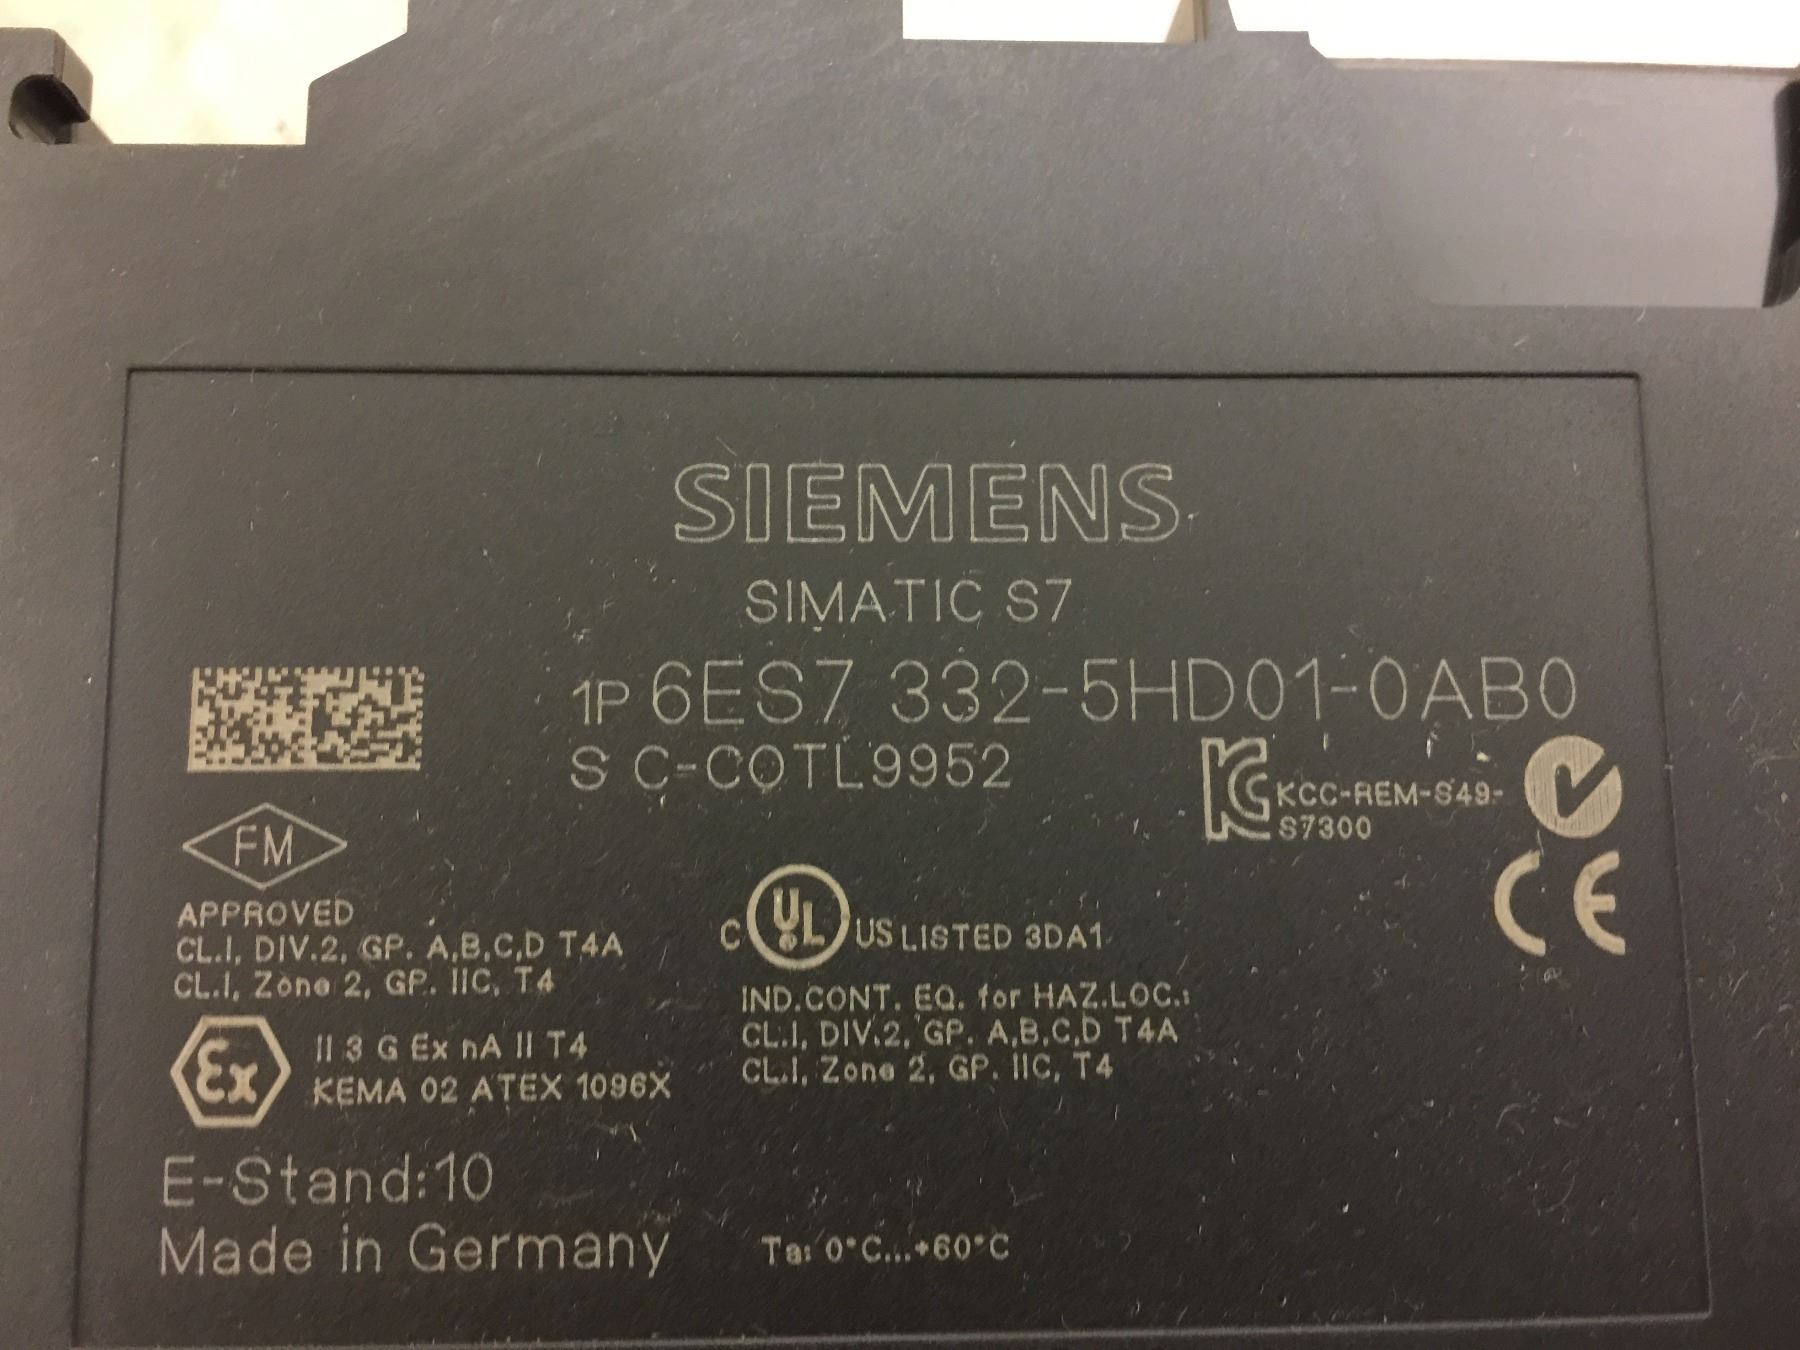 SIEMENS
SIMATIC S7
1P 6ES7 332-5HD01-0AB0
S C-COTL9952
KCC-REM-S49-
S7300
FM
APPROVED
CL.I, DIV.2, GP. A,B,C,D T4A
CL.I, Zone 2, GP. IIC, T4
C UL US LISTED 3DA1
IND.CONT. EQ. for HAZ.LOC.:
CL.I, DIV.2, GP. A,B,C,D T4A
CL.I, Zone 2, GP. IIC, T4
CE
Ex
II 3 G Ex nA II T4
KEMA 02 ATEX 1096X
E-Stand:10
Made in Germany
Ta: 0°C...+60°C